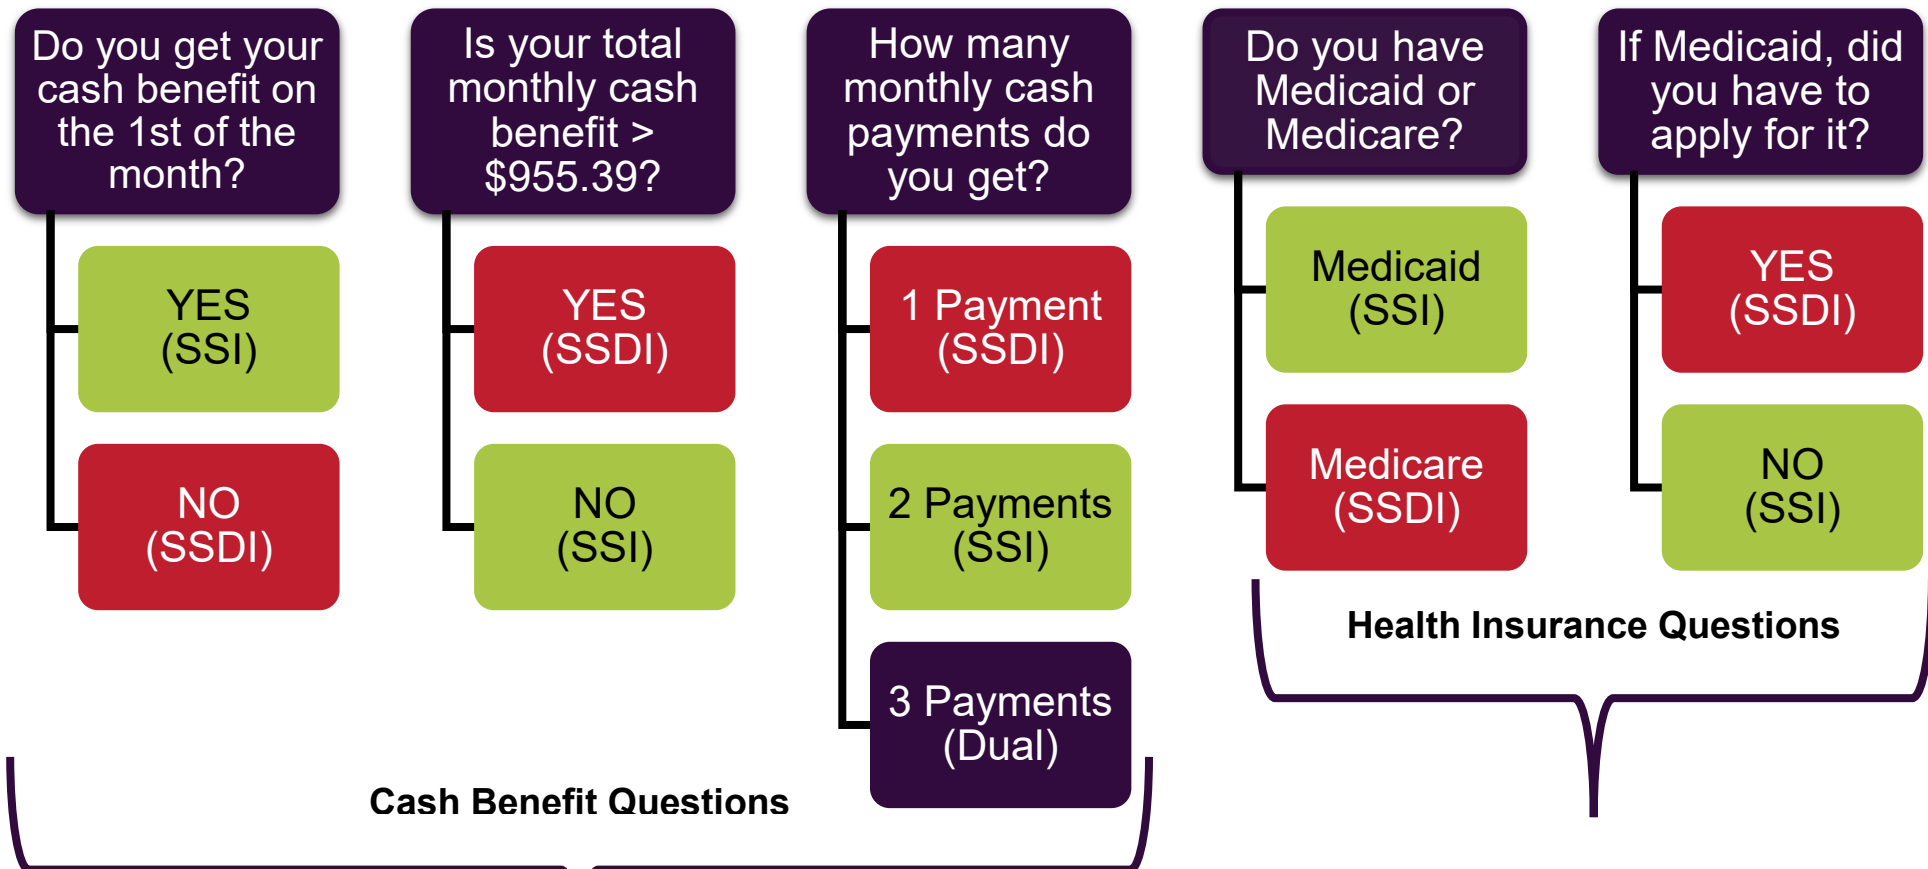 Do you get your
cash benefit on
the 1st of the
month?
YES
(SSI)
NO
(SSDI)
Is your total
monthly cash
benefit >
$955.39?
YES
(SSDI)
NO
(SSI)
How many
monthly cash
payments do
you get?
1 Payment
(SSDI)
2 Payments
(SSI)
3 Payments
(Dual)
Cash Benefit Questions
Do you have
Medicaid or
Medicare?
Medicaid
(SSI)
Medicare
(SSDI)
If Medicaid, did
you have to
apply for it?
YES
(SSDI)
NO
(SSI)
Health Insurance Questions